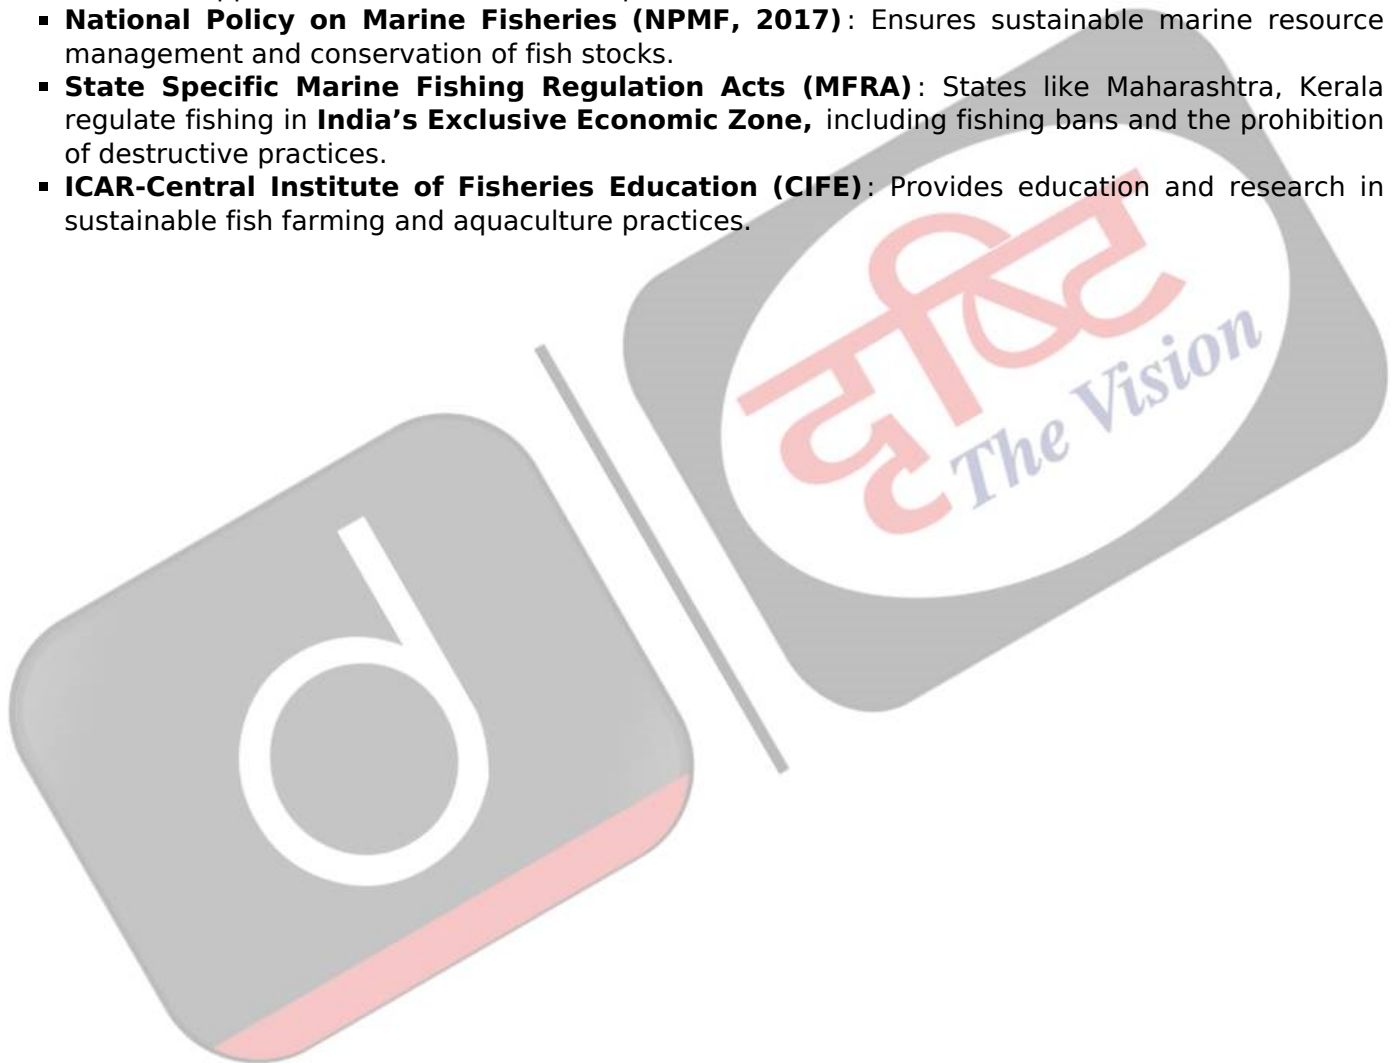 ▪ National Policy on Marine Fisheries (NPMF, 2017): Ensures sustainable marine resource
management and conservation of fish stocks.
▪ State Specific Marine Fishing Regulation Acts (MFRA): States like Maharashtra, Kerala
regulate fishing in India’s Exclusive Economic Zone, including fishing bans and the prohibition
of destructive practices.
▪ ICAR-Central Institute of Fisheries Education (CIFE): Provides education and research in
sustainable fish farming and aquaculture practices.
दृष्टि
The Vision
d